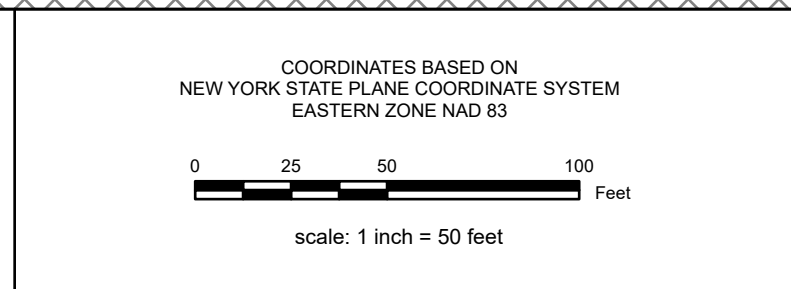 COORDINATES BASED ON
NEW YORK STATE PLANE COORDINATE SYSTEM
EASTERN ZONE NAD 83
0 25 50 100
Feet
scale: 1 inch = 50 feet